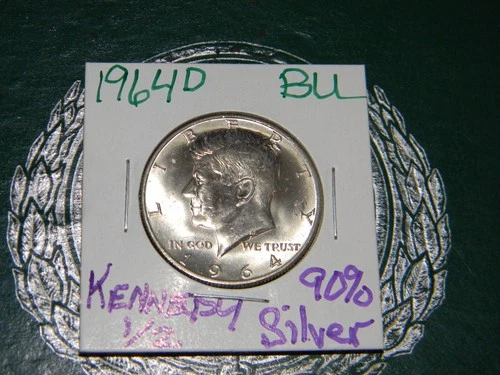 1964D BU
LIBERTY
IN GOD WE TRUST
1964
KENNEDY 90%
1/2 Silver